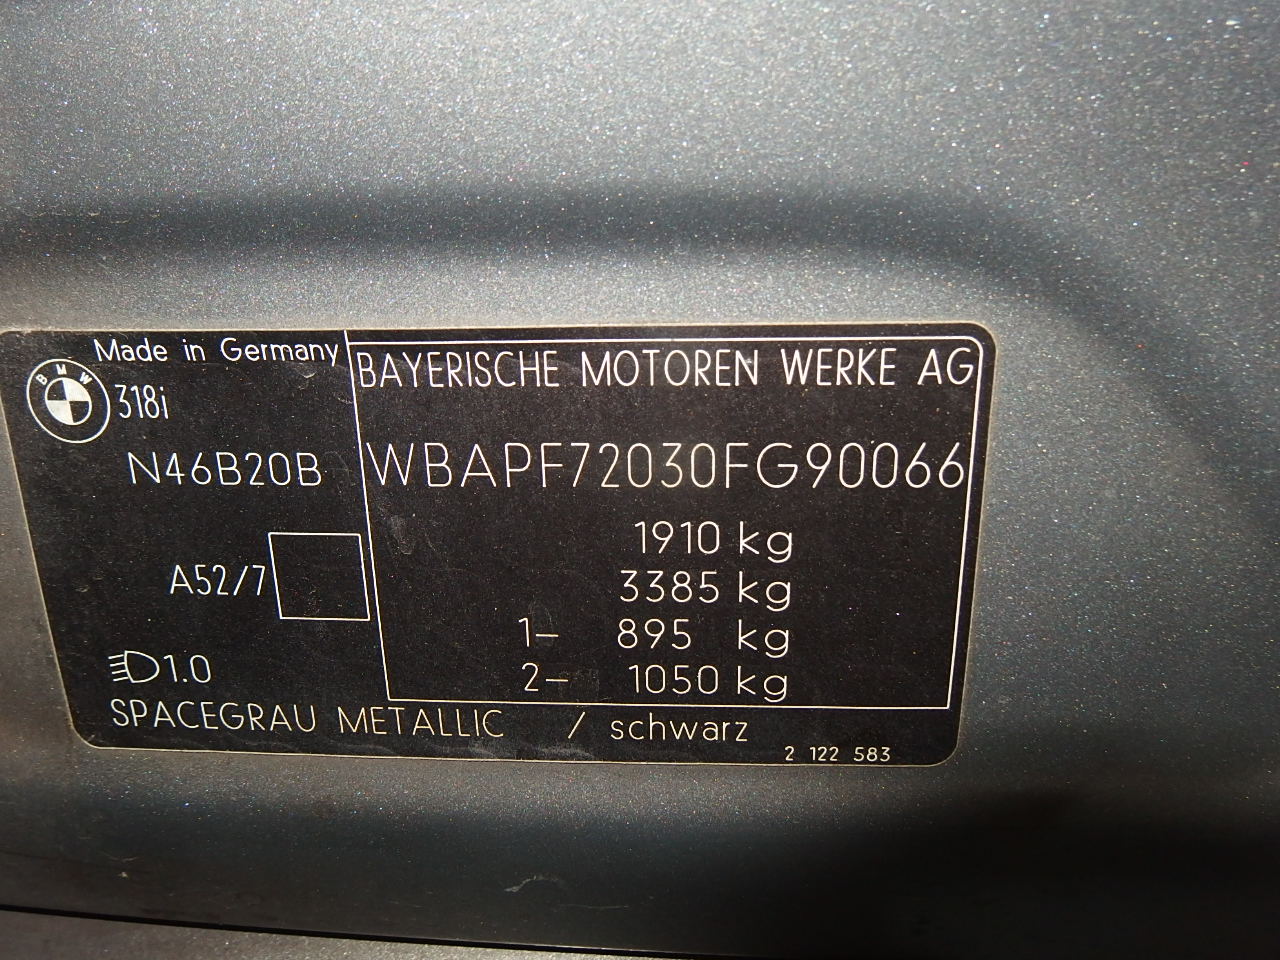 Made in Germany
BMW
318i
N46B20B
A52/7
1.0
BAYERISCHE MOTOREN WERKE AG
WBAPF72030FG90066
1910 kg
3385 kg
1- 895 kg
2- 1050 kg
SPACEGRAU METALLIC / schwarz
2 122 583